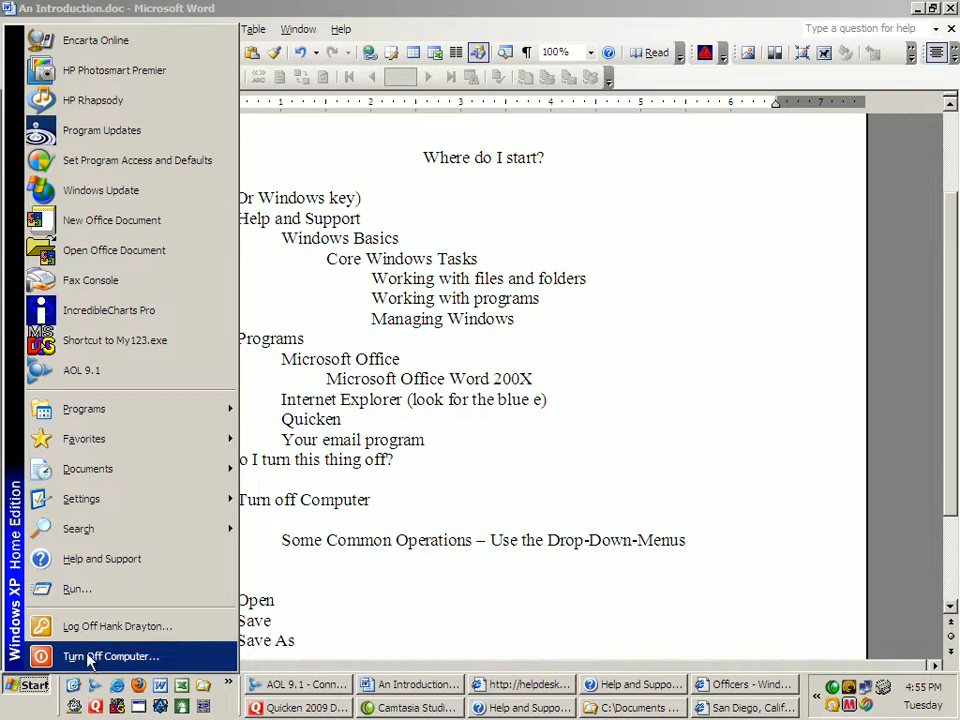 An Introduction.doc - Microsoft Word
Table Window Help
Type a question for help
100%
Read
1 2 3 4 5 6 7
Encarta Online
HP Photosmart Premier
HP Rhapsody
Program Updates
Set Program Access and Defaults
Windows Update
New Office Document
Open Office Document
Fax Console
IncredibleCharts Pro
Shortcut to My123.exe
AOL 9.1
Programs
Favorites
Documents
Settings
Search
Help and Support
Run...
Log Off Hank Drayton...
Turn Off Computer...
Windows XP Home Edition
Where do I start?
Or Windows key)
Help and Support
Windows Basics
Core Windows Tasks
Working with files and folders
Working with programs
Managing Windows
Programs
Microsoft Office
Microsoft Office Word 200X
Internet Explorer (look for the blue e)
Quicken
Your email program
o I turn this thing off?
Turn off Computer
Some Common Operations – Use the Drop-Down-Menus
Open
Save
Save As
Start
AOL 9.1 - Conn...
An Introduction...
http://helpdesk...
Help and Suppo...
Officers - Wind...
4:55 PM
Quicken 2009 D...
Camtasia Studi...
Help and Suppo...
C:\Documents ...
San Diego, Calif...
Tuesday